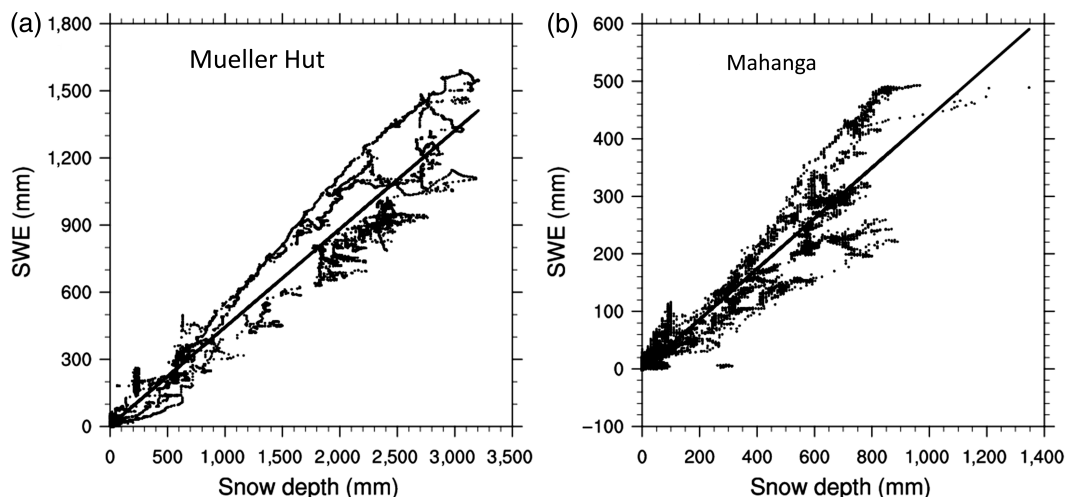 (a)
1,800
1,500
1,200
900
600
300
0
SWE (mm)
Mueller Hut
0 500 1,000 1,500 2,000 2,500 3,000 3,500
Snow depth (mm)
(b)
600
500
400
300
200
100
0
−100
SWE (mm)
Mahanga
0 200 400 600 800 1,000 1,200 1,400
Snow depth (mm)